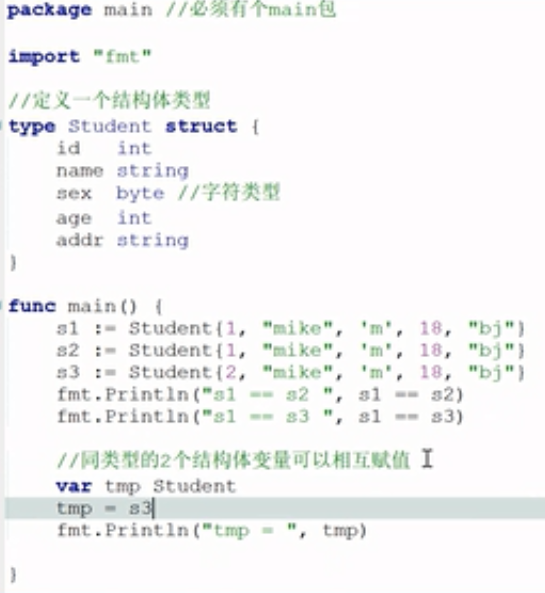 package main //必须有个main包
import "fmt"
//定义一个结构体类型
type Student struct {
    id   int
    name string
    sex  byte //字符类型
    age  int
    addr string
}
func main() {
    s1 := Student{1, "mike", 'm', 18, "bj"}
    s2 := Student{1, "mike", 'm', 18, "bj"}
    s3 := Student{2, "mike", 'm', 18, "bj"}
    fmt.Println("s1 == s2 ", s1 == s2)
    fmt.Println("s1 == s3 ", s1 == s3)
    //同类型的2个结构体变量可以相互赋值
    var tmp Student
    tmp = s3
    fmt.Println("tmp = ", tmp)
}